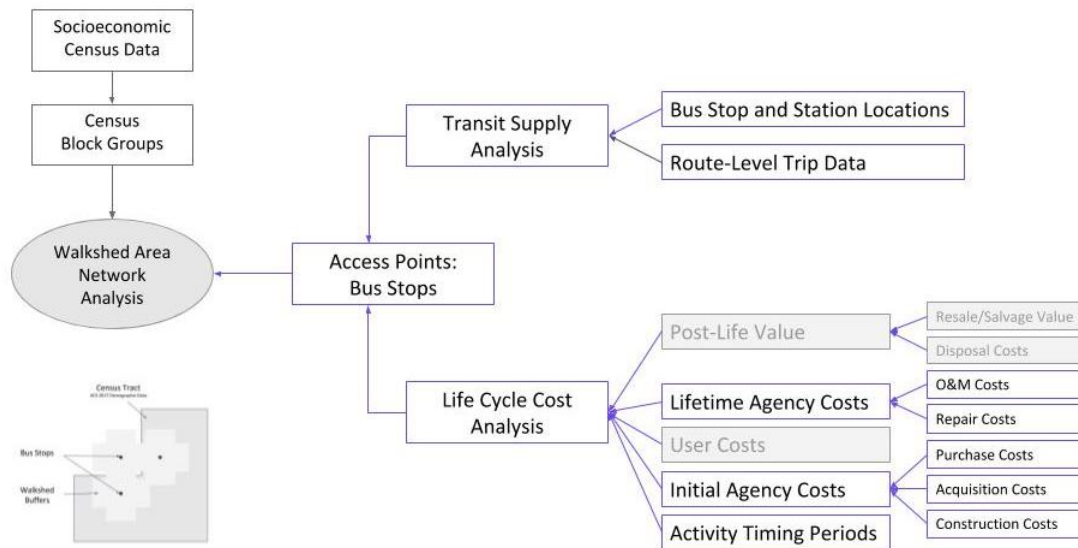 Socioeconomic
Census Data
Census
Block Groups
Walkshed Area
Network
Analysis
Access Points:
Bus Stops
Transit Supply
Analysis
Bus Stop and Station Locations
Route-Level Trip Data
Life Cycle Cost
Analysis
Post-Life Value
Resale/Salvage Value
Disposal Costs
Lifetime Agency Costs
O&M Costs
Repair Costs
User Costs
Initial Agency Costs
Purchase Costs
Acquisition Costs
Construction Costs
Activity Timing Periods
Census Tract
Bus Stops
Walkshed
Buffers